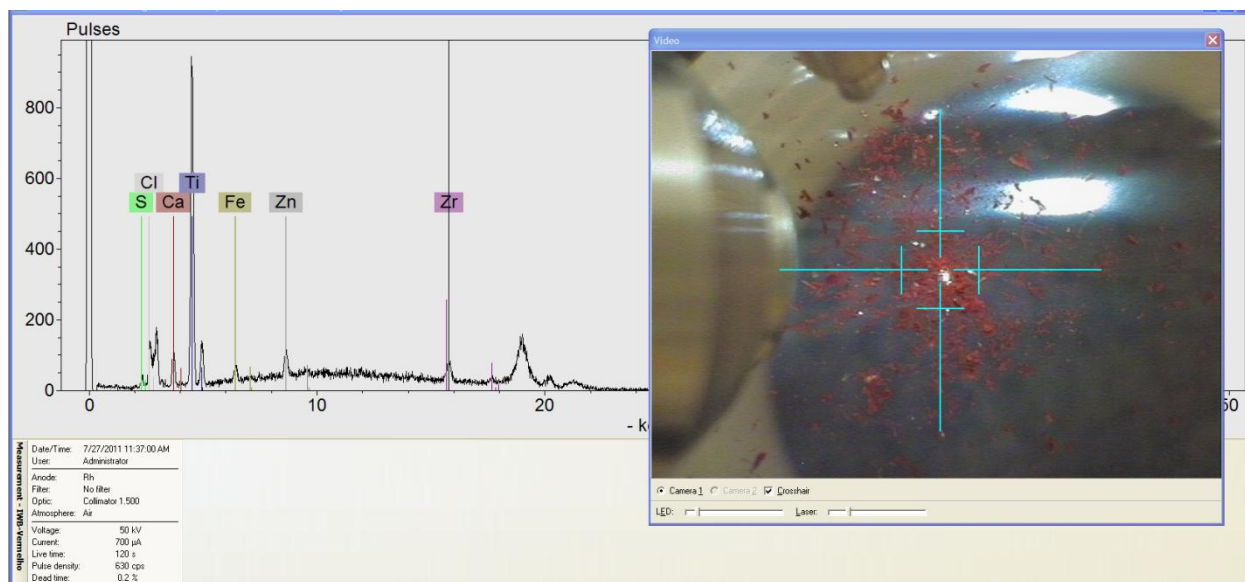 Pulses
Video
800
600
400
200
0
Cl
Ti
S
Ca
Fe
Zn
Zr
0
10
20
50
- k
Measurement - IWB-Vermelho
Date/Time: 7/27/2011 11:37:00 AM
User: Administrator
Anode: Rh
Filter: No filter
Optic: Collimator 1.500
Atmosphere: Air
Voltage: 50 kV
Current: 700 µA
Live time: 120 s
Pulse density: 630 cps
Dead time: 0.2 %
Camera 1 Camera 2 Crosshair
LED: Laser: